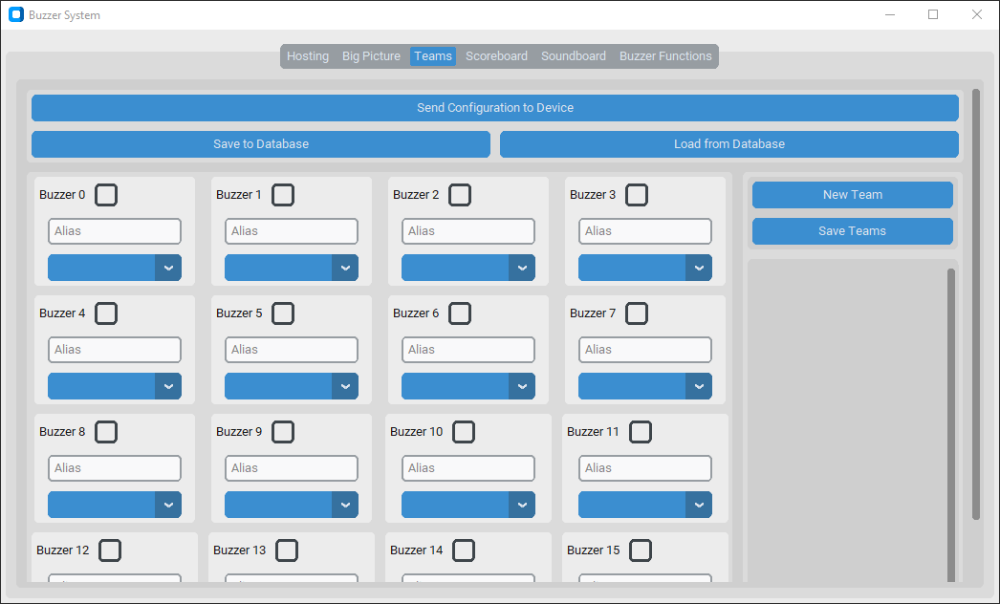 Buzzer System
Hosting Big Picture Teams Scoreboard Soundboard Buzzer Functions
Send Configuration to Device
Save to Database Load from Database
Buzzer 0 Buzzer 1 Buzzer 2 Buzzer 3 New Team
Alias Alias Alias Alias Save Teams
Buzzer 4 Buzzer 5 Buzzer 6 Buzzer 7
Alias Alias Alias Alias
Buzzer 8 Buzzer 9 Buzzer 10 Buzzer 11
Alias Alias Alias Alias
Buzzer 12 Buzzer 13 Buzzer 14 Buzzer 15